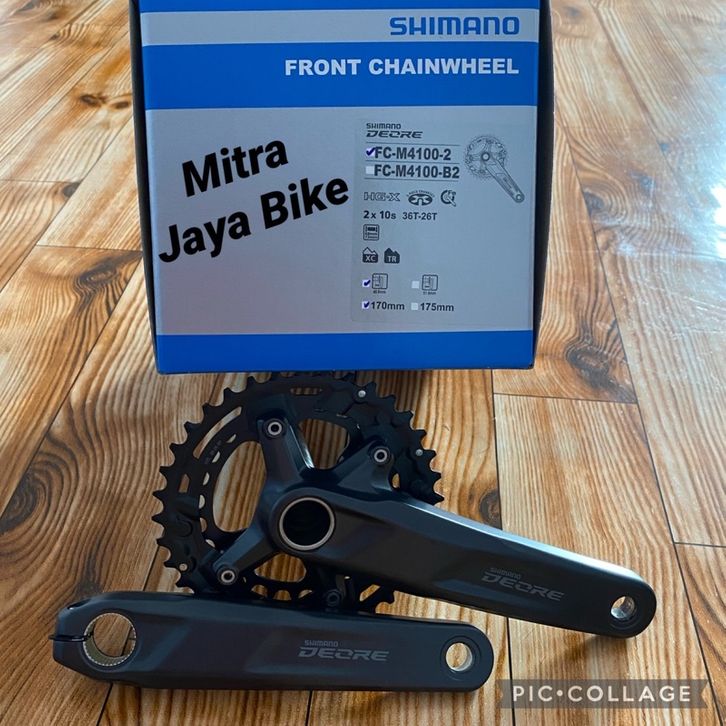 SHIMANO
FRONT CHAINWHEEL
SHIMANO
DEORE
FC-M4100-2
FC-M4100-B2
Mitra
Jaya Bike
HG-X
2 x 10s 36T-26T
XC TR
170mm 175mm
SHIMANO
DEORE
SHIMANO
DEORE
PIC•COLLAGE